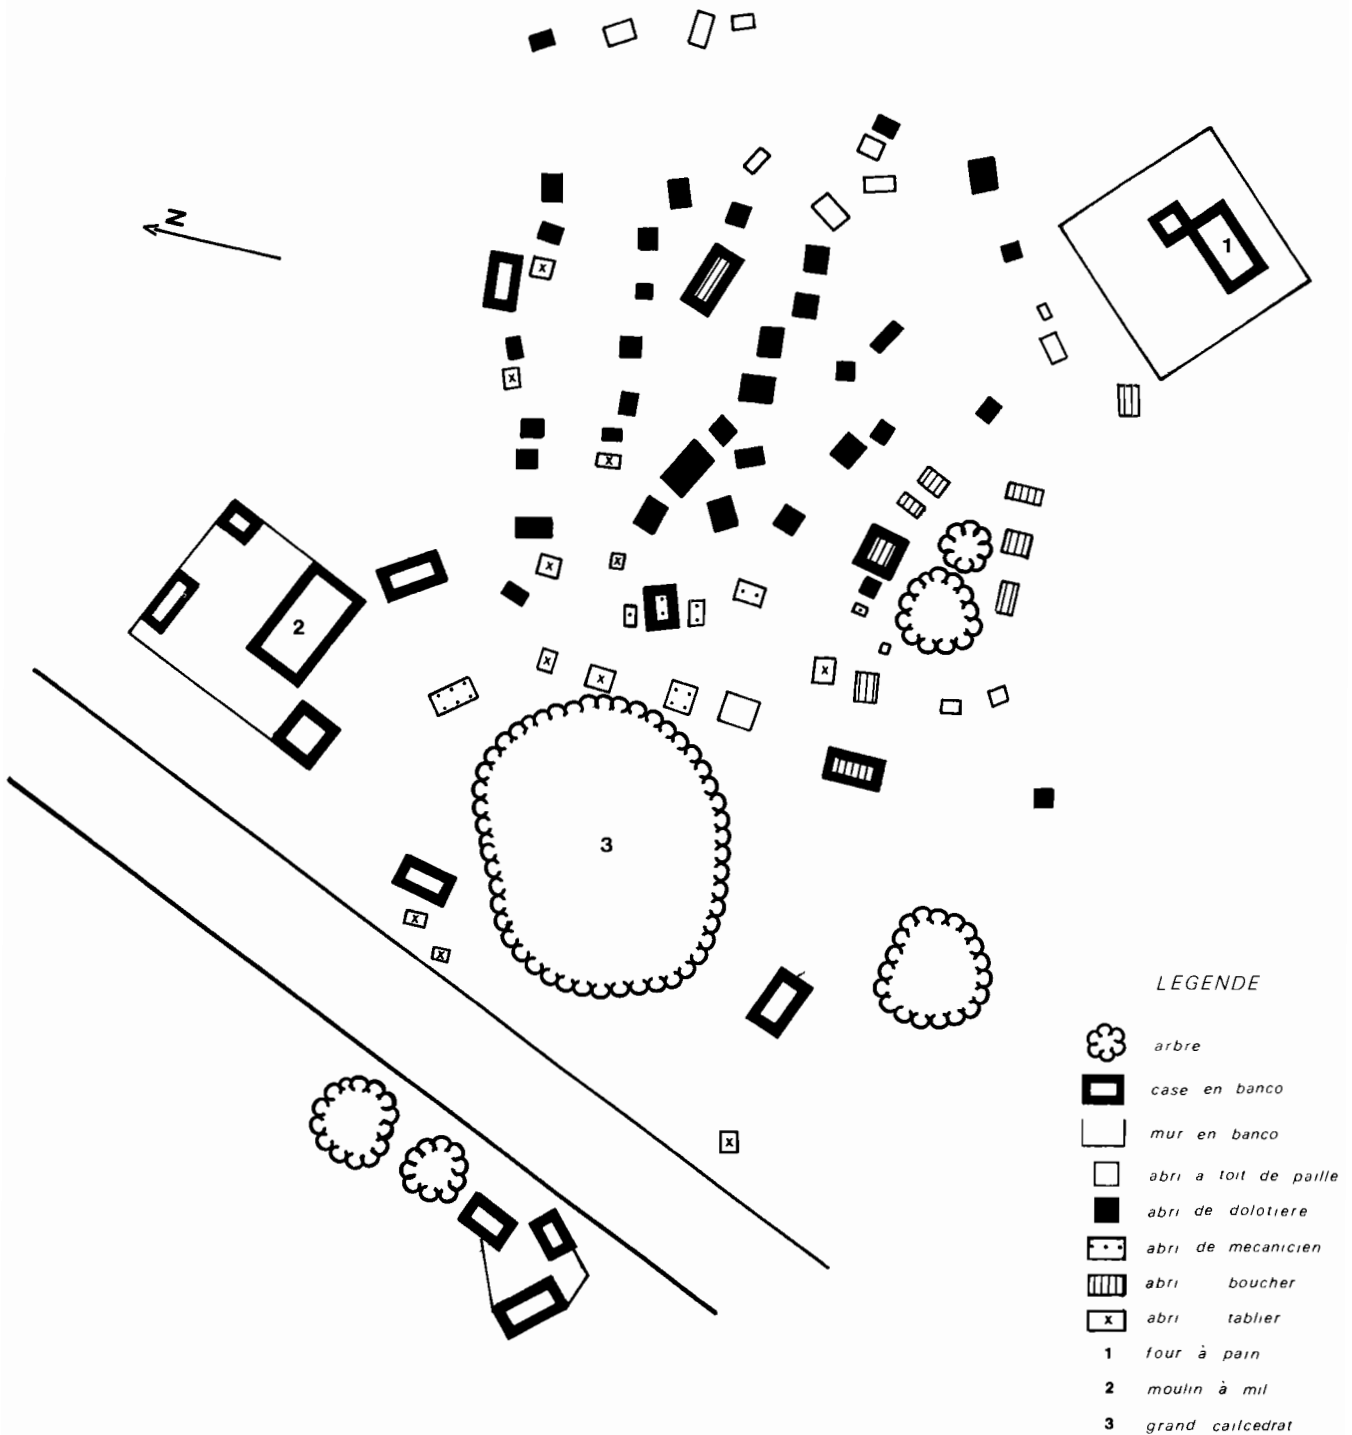 N
1
2
3
LEGENDE
arbre
case en banco
mur en banco
abri a toit de paille
abri de dolotiere
abri de mecanicien
abri boucher
x abri tablier
1 four à pain
2 moulin à mil
3 grand cailcedrat